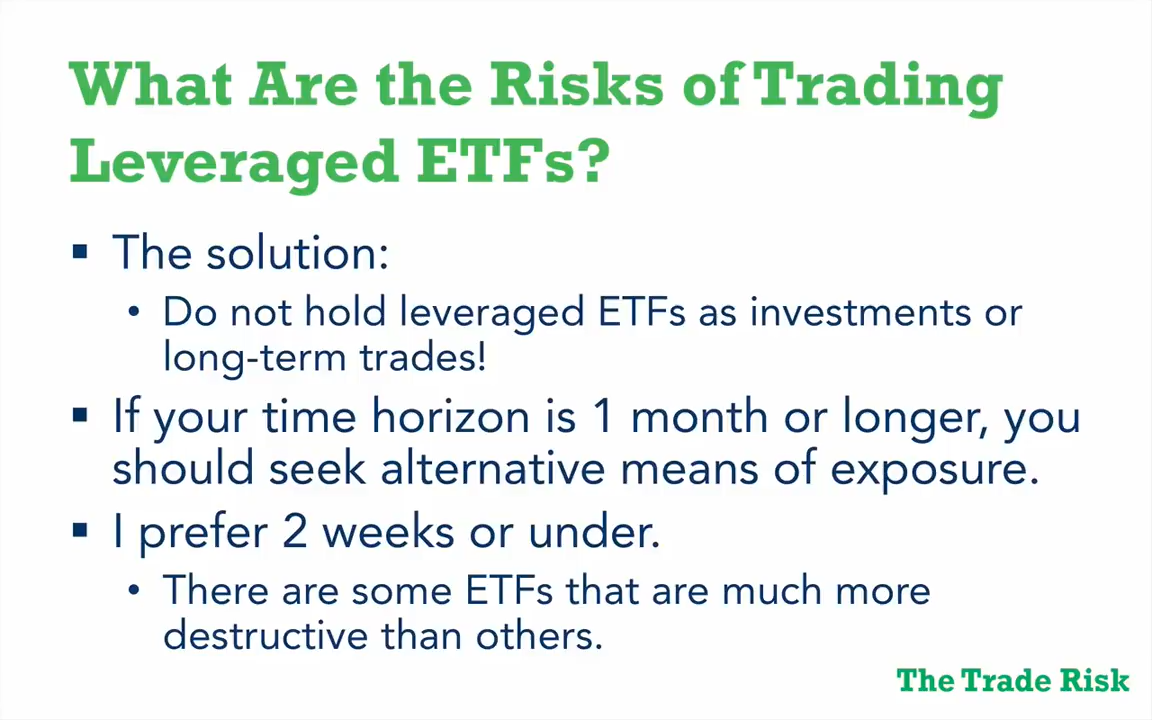 What Are the Risks of Trading
Leveraged ETFs?
▪ The solution:
• Do not hold leveraged ETFs as investments or
long-term trades!
▪ If your time horizon is 1 month or longer, you
should seek alternative means of exposure.
▪ I prefer 2 weeks or under.
• There are some ETFs that are much more
destructive than others.
The Trade Risk